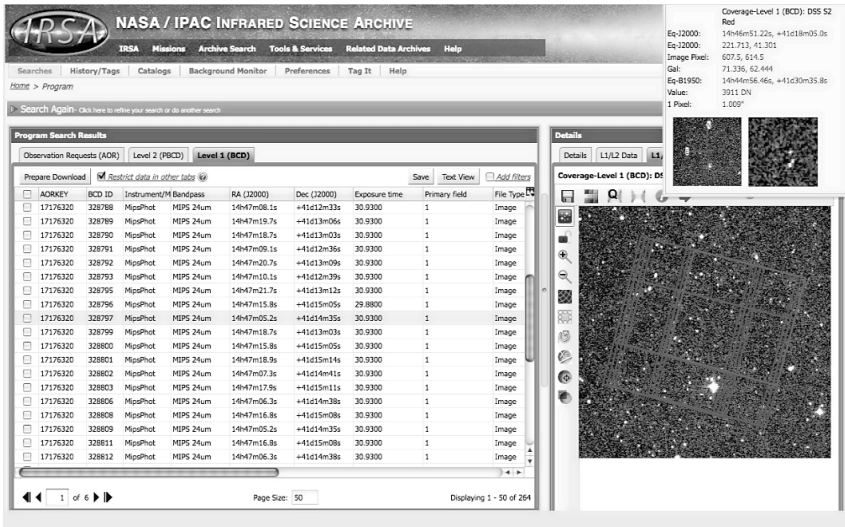 IRSA
NASA / IPAC INFRARED SCIENCE ARCHIVE
IRSA Missions Archive Search Tools & Services Related Data Archives Help
Searches History/Tags Catalogs Background Monitor Preferences Tag It Help
Home > Program
Search Again- Click here to refine your search or do another search
Coverage-Level 1 (BCD): DSS S2
Red
Eq-J2000: 14h46m51.22s, +41d18m05.0s
Eq-J2000: 221.713, 41.301
Image Pixel: 607.5, 614.5
Gal: 71.336, 62.444
Eq-B1950: 14h44m56.46s, +41d30m35.8s
Value: 3911 DN
1 Pixel: 1.009"
Program Search Results
Observation Requests (AOR) Level 2 (PBCD) Level 1 (BCD)
Prepare Download Restrict data in other tabs Save Text View Add filters
AORKEY BCD ID Instrument/M Bandpass RA (J2000) Dec (J2000) Exposure time Primary field File Type
17176320 328788 MipsPhot MIPS 24um 14h47m08.1s +41d12m33s 30.9300 1 Image
17176320 328789 MipsPhot MIPS 24um 14h47m19.7s +41d13m06s 30.9300 1 Image
17176320 328790 MipsPhot MIPS 24um 14h47m18.7s +41d13m03s 30.9300 1 Image
17176320 328791 MipsPhot MIPS 24um 14h47m09.1s +41d12m36s 30.9300 1 Image
17176320 328792 MipsPhot MIPS 24um 14h47m20.7s +41d13m09s 30.9300 1 Image
17176320 328793 MipsPhot MIPS 24um 14h47m10.1s +41d12m39s 30.9300 1 Image
17176320 328795 MipsPhot MIPS 24um 14h47m21.7s +41d13m12s 30.9300 1 Image
17176320 328796 MipsPhot MIPS 24um 14h47m15.8s +41d15m05s 29.8800 1 Image
17176320 328797 MipsPhot MIPS 24um 14h47m05.2s +41d14m35s 30.9300 1 Image
17176320 328799 MipsPhot MIPS 24um 14h47m18.7s +41d13m03s 30.9300 1 Image
17176320 328800 MipsPhot MIPS 24um 14h47m15.8s +41d15m05s 30.9300 1 Image
17176320 328801 MipsPhot MIPS 24um 14h47m18.9s +41d15m14s 30.9300 1 Image
17176320 328802 MipsPhot MIPS 24um 14h47m07.3s +41d14m41s 30.9300 1 Image
17176320 328803 MipsPhot MIPS 24um 14h47m17.9s +41d15m11s 30.9300 1 Image
17176320 328806 MipsPhot MIPS 24um 14h47m06.3s +41d14m38s 30.9300 1 Image
17176320 328808 MipsPhot MIPS 24um 14h47m16.8s +41d15m08s 30.9300 1 Image
17176320 328809 MipsPhot MIPS 24um 14h47m05.2s +41d14m35s 30.9300 1 Image
17176320 328811 MipsPhot MIPS 24um 14h47m16.8s +41d15m08s 30.9300 1 Image
17176320 328812 MipsPhot MIPS 24um 14h47m06.3s +41d14m38s 30.9300 1 Image
1 of 6 Page Size: 50 Displaying 1 - 50 of 264
Details
Details L1/L2 Data L1/
Coverage-Level 1 (BCD): DS